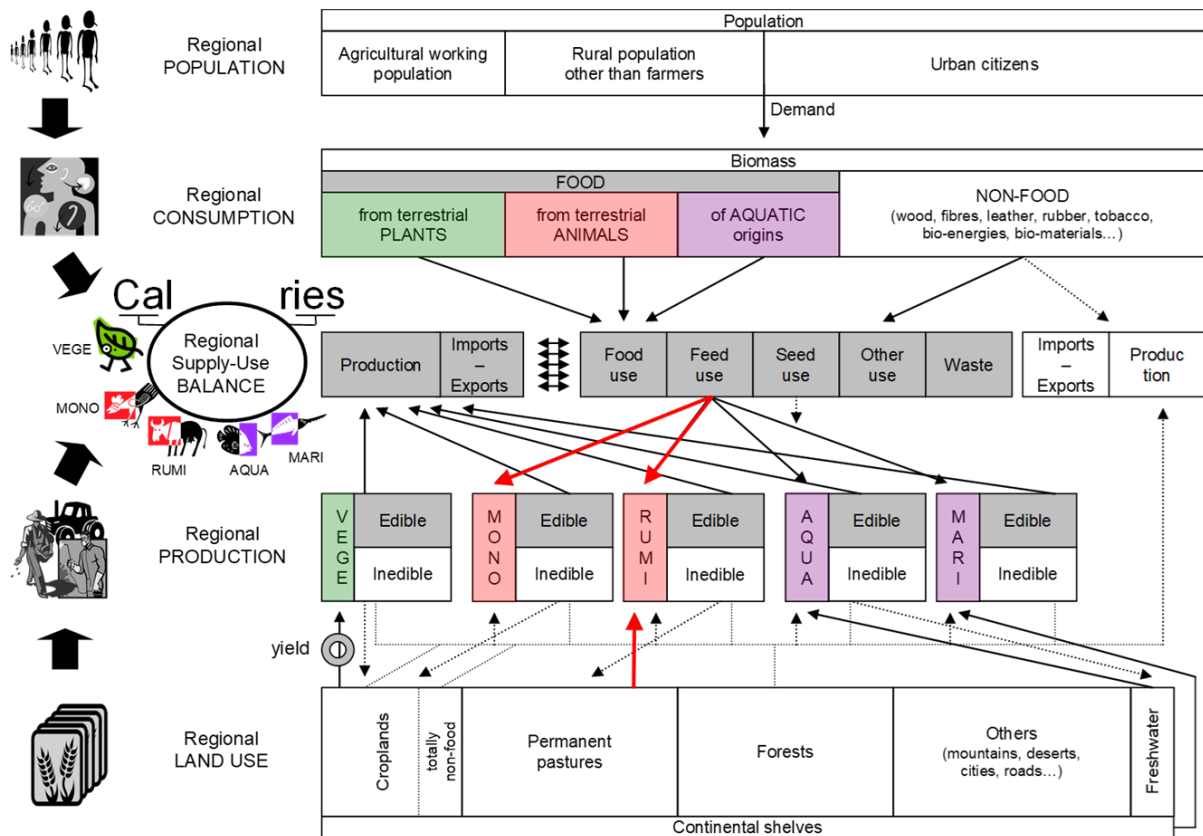 Population
Regional
POPULATION
Agricultural working
population
Rural population
other than farmers
Urban citizens
Demand
Biomass
FOOD
Regional
CONSUMPTION
from terrestrial
PLANTS
from terrestrial
ANIMALS
of AQUATIC
origins
NON-FOOD
(wood, fibres, leather, rubber, tobacco,
bio-energies, bio-materials…)
Cal ries
VEGE
MONO
RUMI
AQUA
MARI
Regional
Supply-Use
BALANCE
Production
Imports
–
Exports
Food
use
Feed
use
Seed
use
Other
use
Waste
Imports
–
Exports
Produc
tion
Regional
PRODUCTION
VEGE
Edible
Inedible
MONO
Edible
Inedible
RUMI
Edible
Inedible
AQUA
Edible
Inedible
MARI
Edible
Inedible
yield
Regional
LAND USE
Croplands
totally
non-food
Permanent
pastures
Forests
Others
(mountains, deserts,
cities, roads…)
Freshwater
Continental shelves